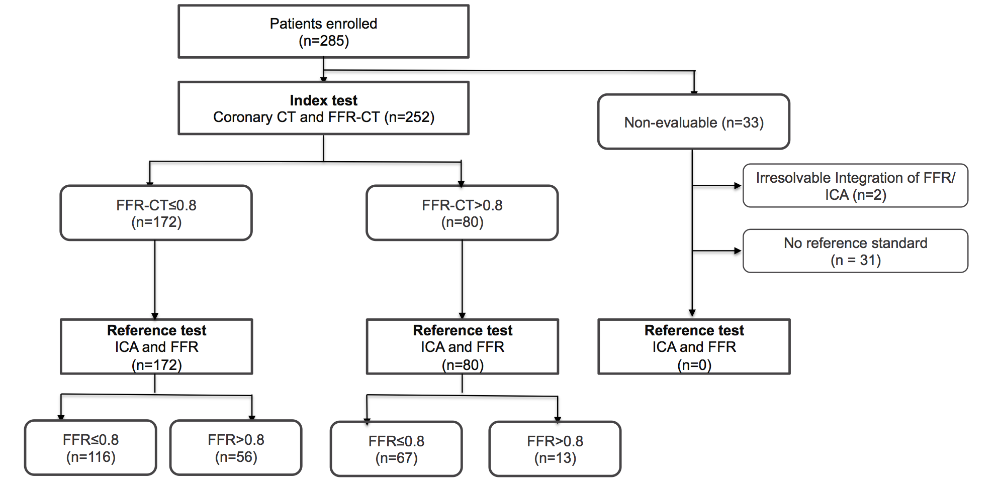 Patients enrolled
(n=285)
Index test
Coronary CT and FFR-CT (n=252)
Non-evaluable (n=33)
Irresolvable Integration of FFR/
ICA (n=2)
No reference standard
(n = 31)
FFR-CT≤0.8
(n=172)
FFR-CT>0.8
(n=80)
Reference test
ICA and FFR
(n=172)
Reference test
ICA and FFR
(n=80)
Reference test
ICA and FFR
(n=0)
FFR≤0.8
(n=116)
FFR>0.8
(n=56)
FFR≤0.8
(n=67)
FFR>0.8
(n=13)